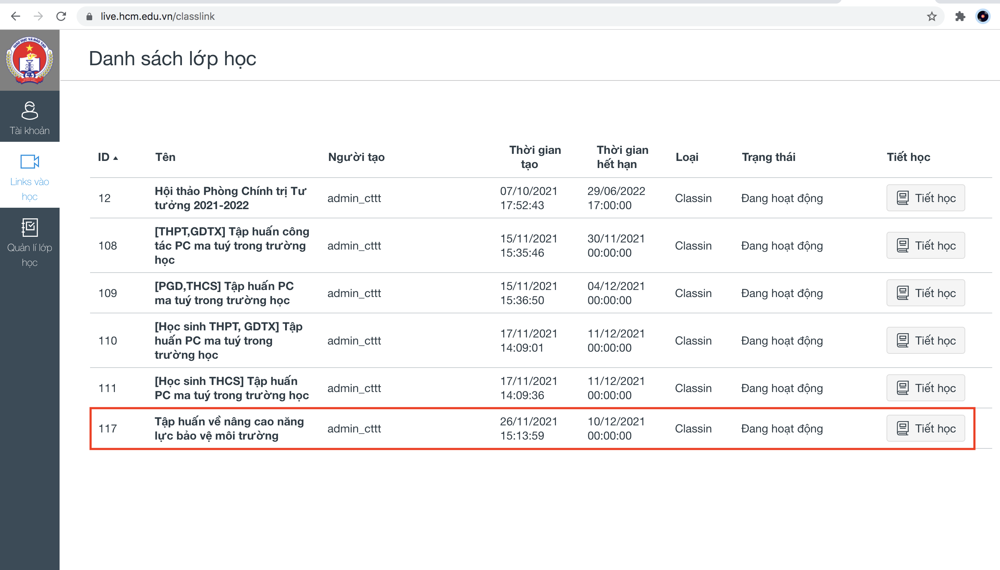 live.hcm.edu.vn/classlink
GIÁO DỤC VÀ ĐÀO TẠO
Danh sách lớp học
Tài khoản
Links vào
học
Quản lí lớp
học
ID Tên Người tạo Thời gian tạo Thời gian hết hạn Loại Trạng thái Tiết học
12 Hội thảo Phòng Chính trị Tư tưởng 2021-2022 admin_cttt 07/10/2021 17:52:43 29/06/2022 17:00:00 Classin Đang hoạt động Tiết học
108 [THPT,GDTX] Tập huấn công tác PC ma tuý trong trường học admin_cttt 15/11/2021 15:35:46 30/11/2021 00:00:00 Classin Đang hoạt động Tiết học
109 [PGD,THCS] Tập huấn PC ma tuý trong trường học admin_cttt 15/11/2021 15:36:50 04/12/2021 00:00:00 Classin Đang hoạt động Tiết học
110 [Học sinh THPT, GDTX] Tập huấn PC ma tuý trong trường học admin_cttt 17/11/2021 14:09:01 11/12/2021 00:00:00 Classin Đang hoạt động Tiết học
111 [Học sinh THCS] Tập huấn PC ma tuý trong trường học admin_cttt 17/11/2021 14:09:36 11/12/2021 00:00:00 Classin Đang hoạt động Tiết học
117 Tập huấn về nâng cao năng lực bảo vệ môi trường admin_cttt 26/11/2021 15:13:59 10/12/2021 00:00:00 Classin Đang hoạt động Tiết học